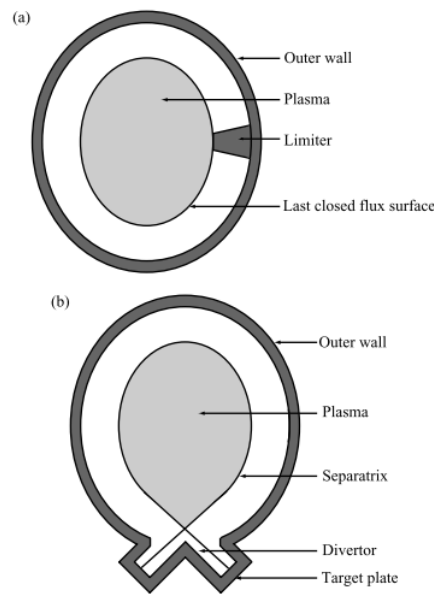 (a)
Outer wall
Plasma
Limiter
Last closed flux surface
(b)
Outer wall
Plasma
Separatrix
Divertor
Target plate